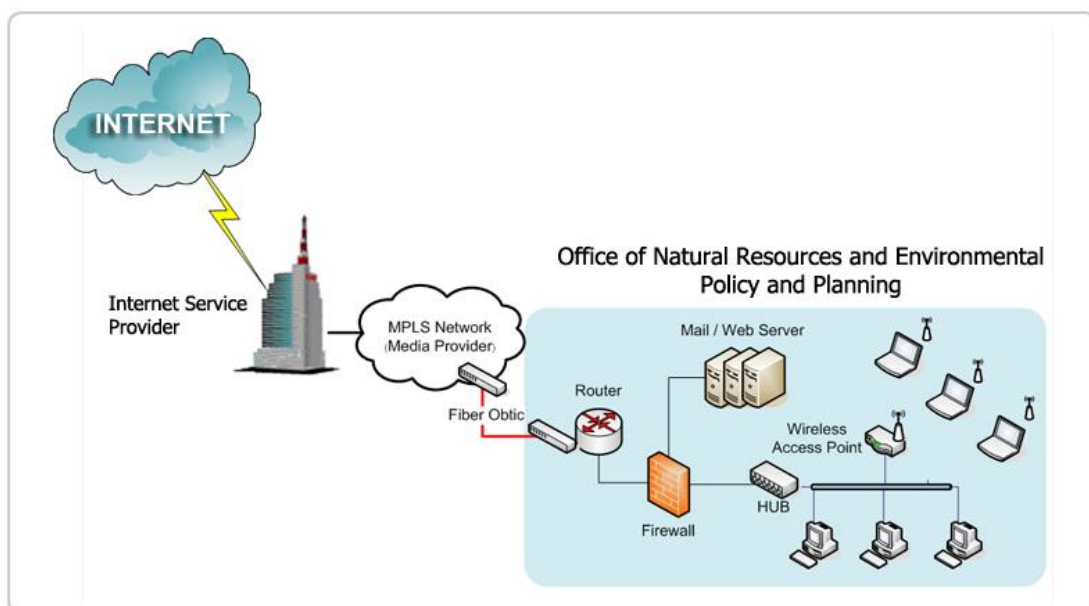 INTERNET
Office of Natural Resources and Environmental
Policy and Planning
Internet Service
Provider
MPLS Network
(Media Provider)
Mail / Web Server
Router
Fiber Obtic
Wireless
Access Point
HUB
Firewall